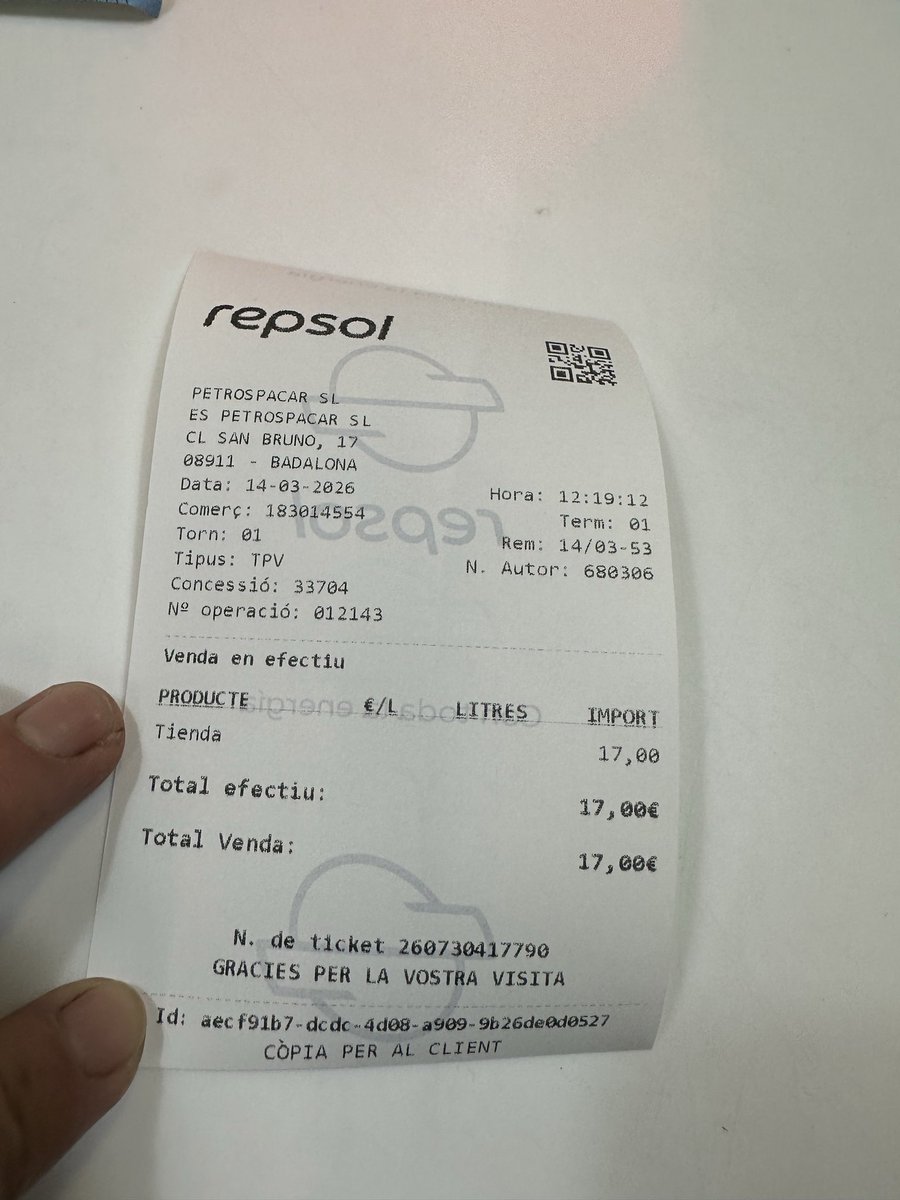 repsol
PETROSPACAR SL
ES PETROSPACAR SL
CL SAN BRUNO, 17
08911 - BADALONA
Data: 14-03-2026 Hora: 12:19:12
Comerç: 183014554 Term: 01
Torn: 01 Rem: 14/03-53
Tipus: TPV N. Autor: 680306
Concessió: 33704
Nº operació: 012143
Venda en efectiu
PRODUCTE €/L LITRES IMPORT
Tienda 17,00
Total efectiu: 17,00€
Total Venda: 17,00€
N. de ticket 260730417790
GRACIES PER LA VOSTRA VISITA
Id: aecf91b7-dcdc-4d08-a909-9b26de0d0527
CÒPIA PER AL CLIENT